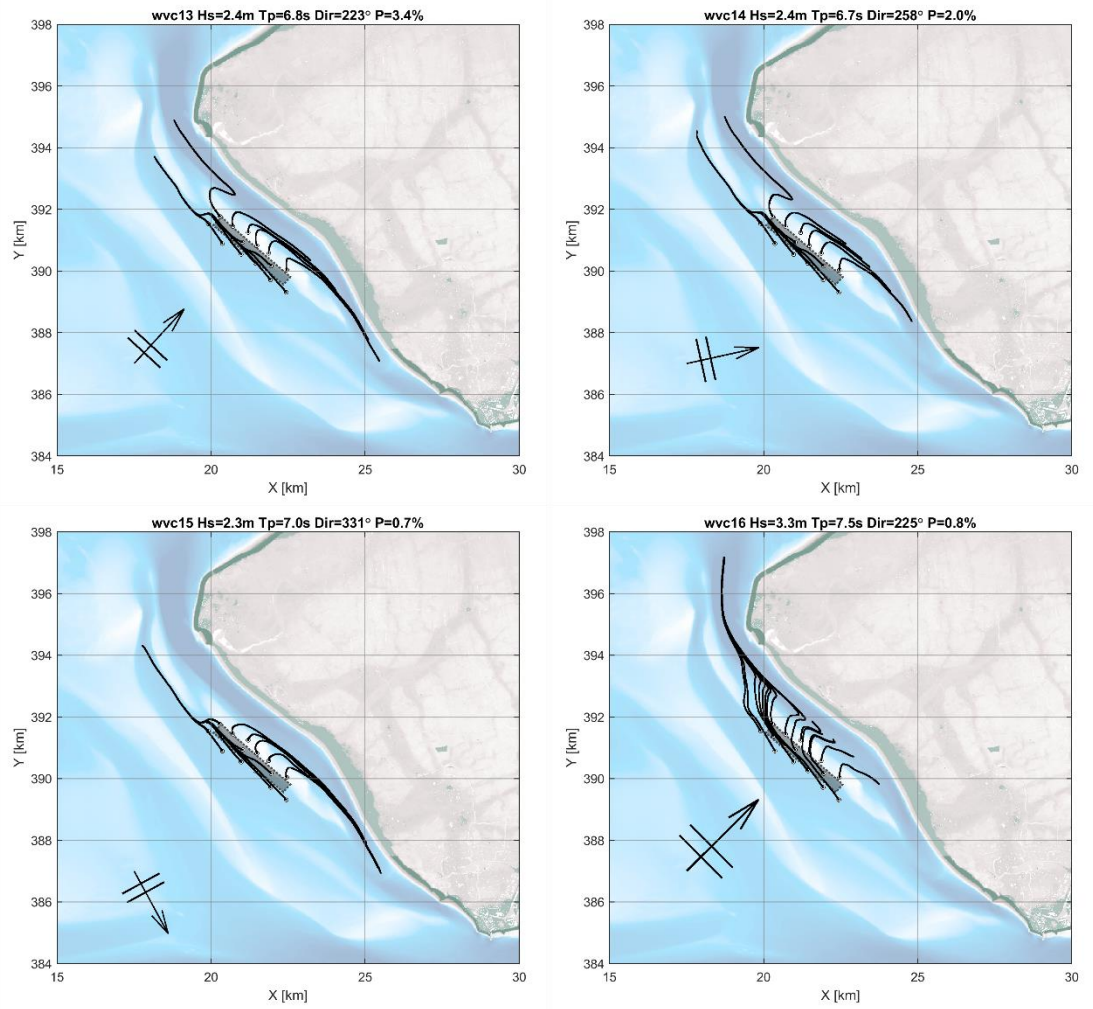 wvc13 Hs=2.4m Tp=6.8s Dir=223° P=3.4%
398
396
394
392
390
388
386
384
Y [km]
15 20 25 30
X [km]
wvc14 Hs=2.4m Tp=6.7s Dir=258° P=2.0%
398
396
394
392
390
388
386
384
Y [km]
15 20 25 30
X [km]
wvc15 Hs=2.3m Tp=7.0s Dir=331° P=0.7%
398
396
394
392
390
388
386
384
Y [km]
15 20 25 30
X [km]
wvc16 Hs=3.3m Tp=7.5s Dir=225° P=0.8%
398
396
394
392
390
388
386
384
Y [km]
15 20 25 30
X [km]